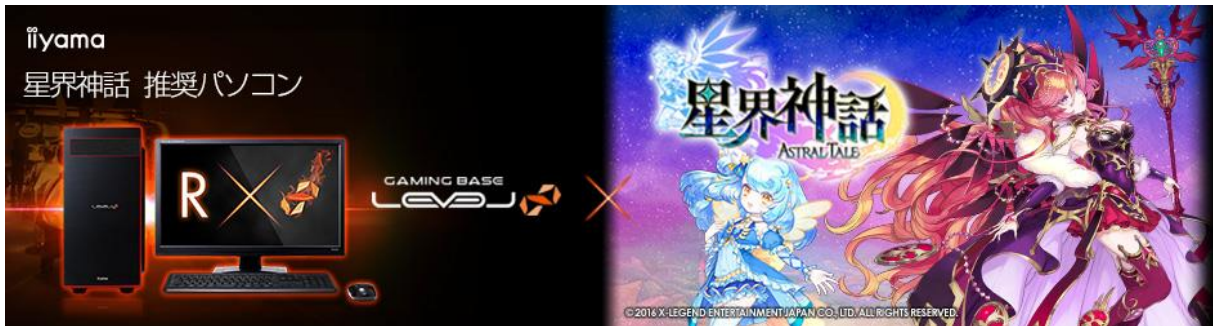 iiyama
星界神話 推奨パソコン
R
GAMING BASE
LEVEL
星界神話
ASTRAL TALE
©2016 X-LEGEND ENTERTAINMENT JAPAN CO., LTD. ALL RIGHTS RESERVED.